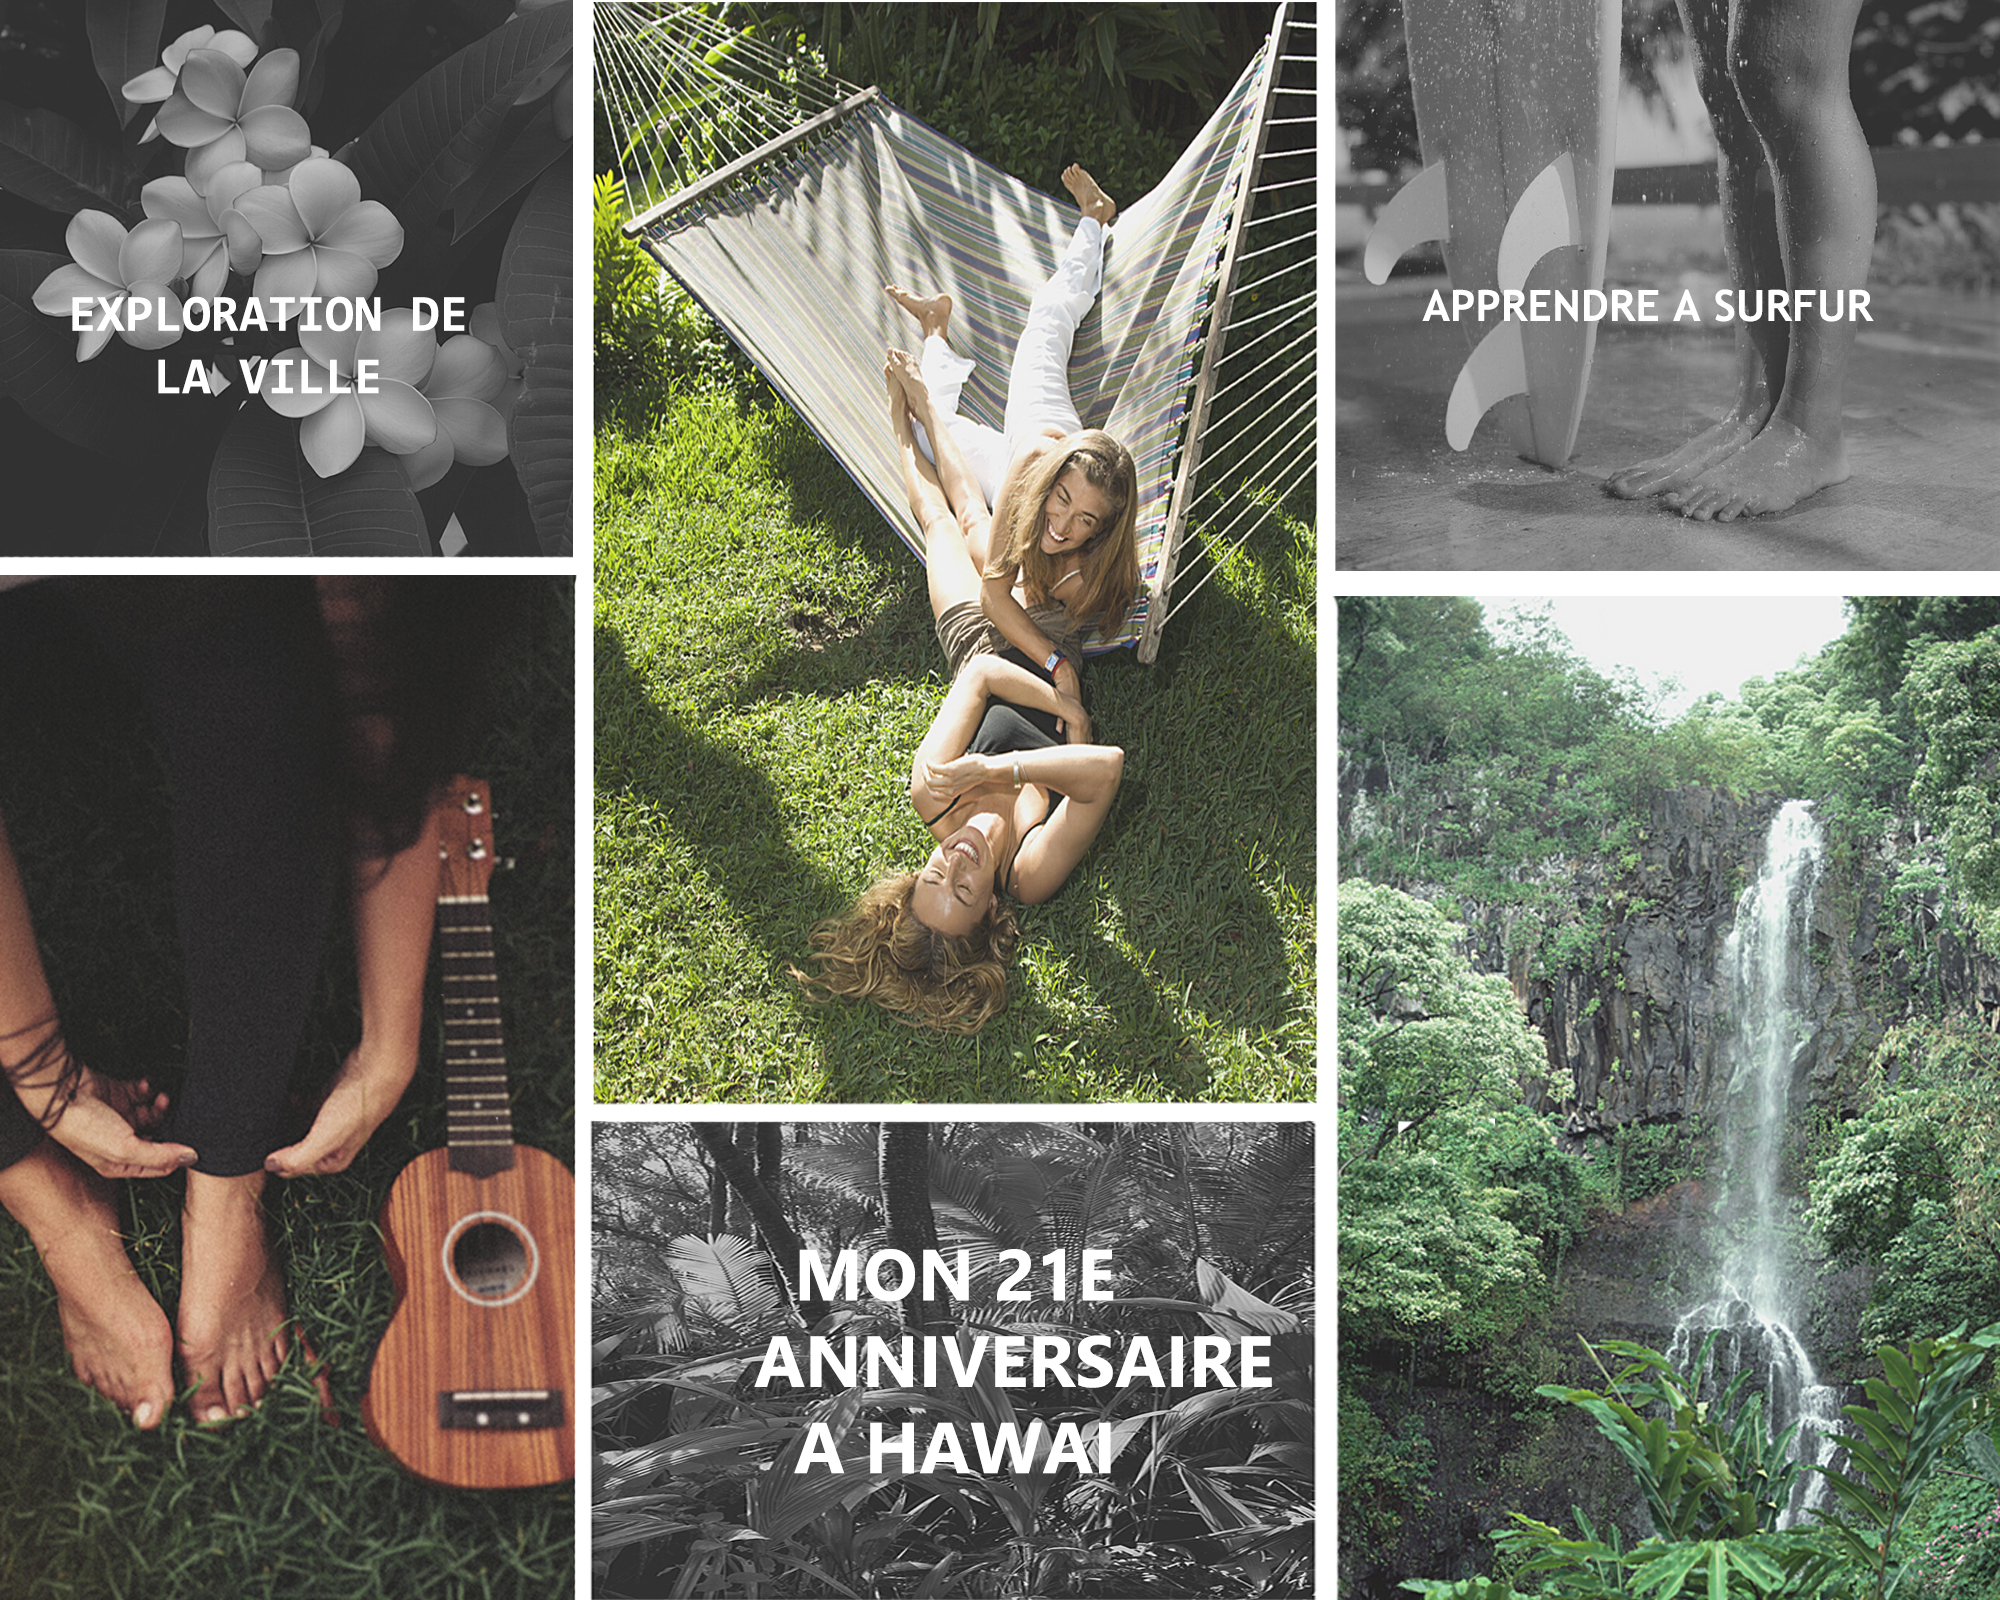 EXPLORATION DE
LA VILLE
APPRENDRE A SURFUR
MON 21E
ANNIVERSAIRE
A HAWAI